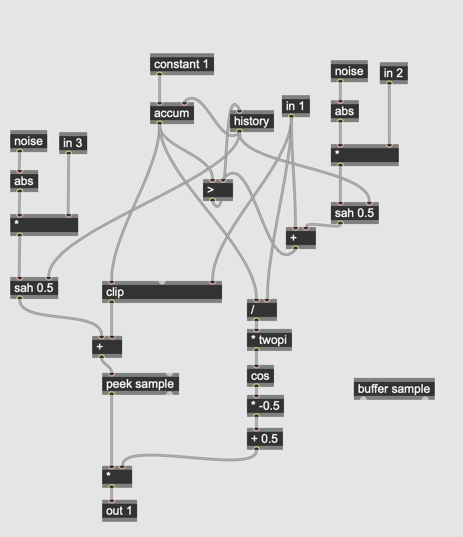 constant 1
noise
in 2
accum
history
in 1
abs
noise
in 3
*
abs
>
*
sah 0.5
+
sah 0.5
clip
/
+
* twopi
peek sample
cos
buffer sample
* -0.5
+ 0.5
*
out 1